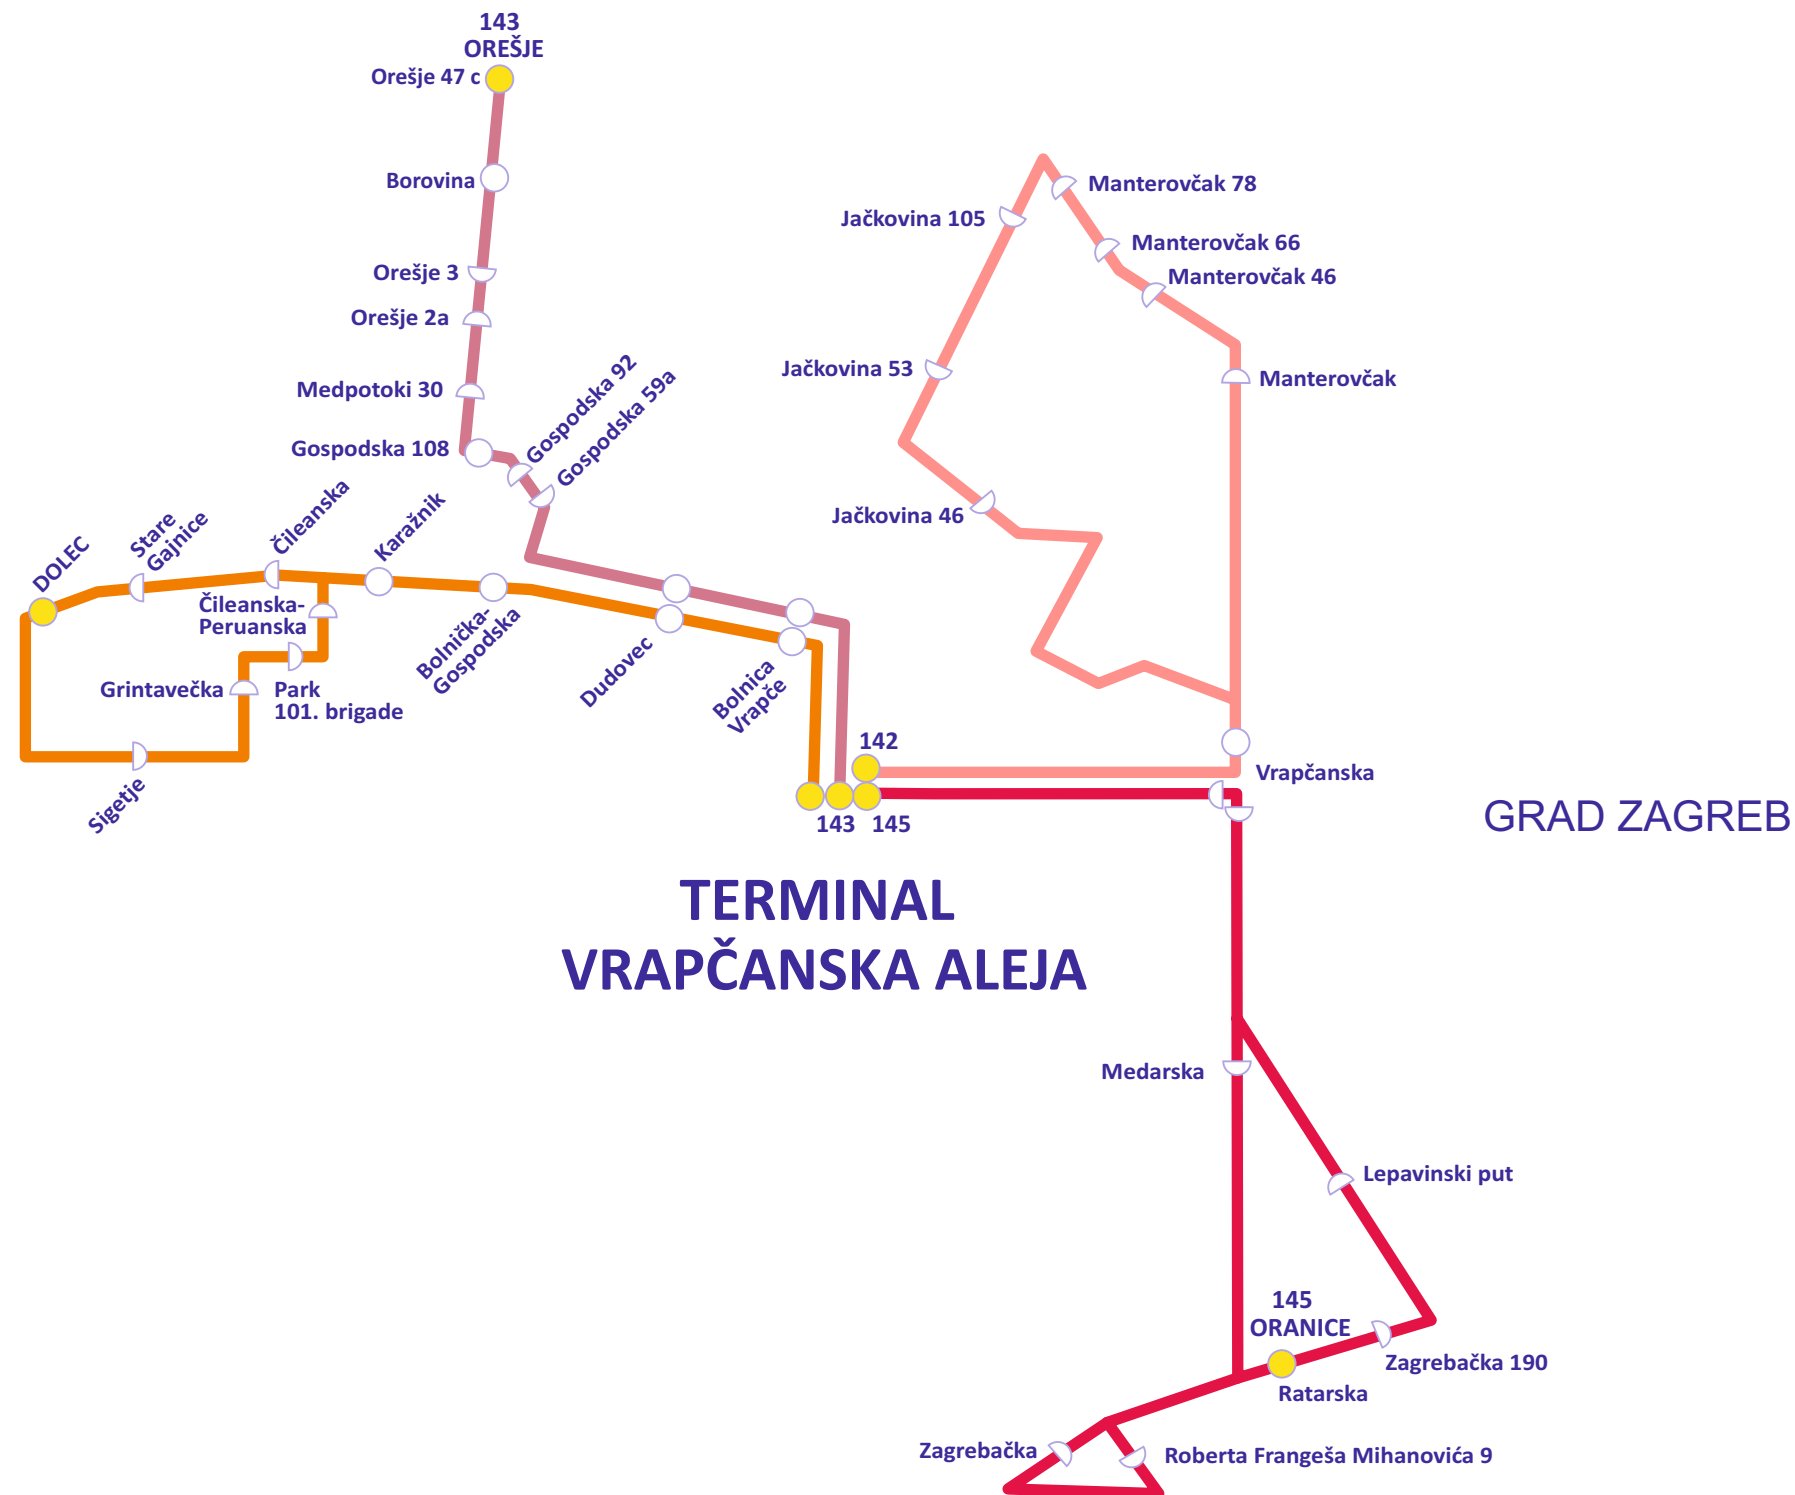 143
OREŠJE
Orešje 47 c
Borovina
Orešje 3
Orešje 2a
Medpotoki 30
Gospodska 108
Gospodska 92
Gospodska 59a
Manterovčak 78
Jačkovina 105
Manterovčak 66
Manterovčak 46
Jačkovina 53
Manterovčak
Jačkovina 46
DOLEC
Stare
Gajnice
Čileanska
Karažnik
Čileanska-
Peruanska
Grintavečka
Park
101. brigade
Sigetje
Bolnička-
Gospodska
Dudovec
Bolnica
Vrapče
142
143
145
Vrapčanska
GRAD ZAGREB
TERMINAL
VRAPČANSKA ALEJA
Medarska
Lepavinski put
145
ORANICE
Zagrebačka 190
Ratarska
Zagrebačka
Roberta Frangeša Mihanovića 9